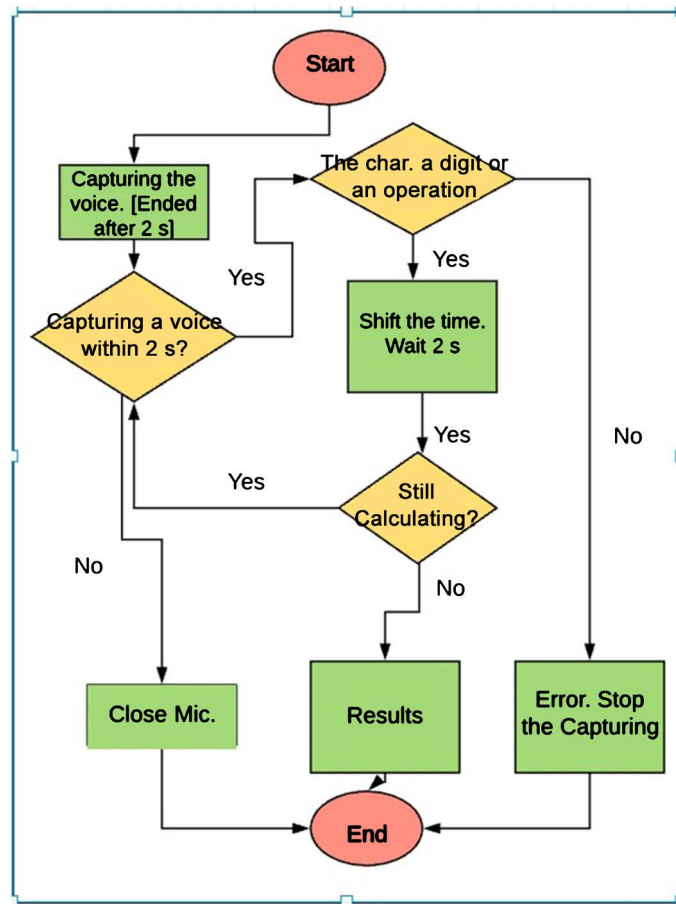 Start
Capturing the
voice. [Ended
after 2 s]
The char. a digit or
an operation
Yes
Yes
Capturing a voice
within 2 s?
Shift the time.
Wait 2 s
No
Yes
Yes
Still
Calculating?
No
No
Close Mic.
Results
Error. Stop
the Capturing
End